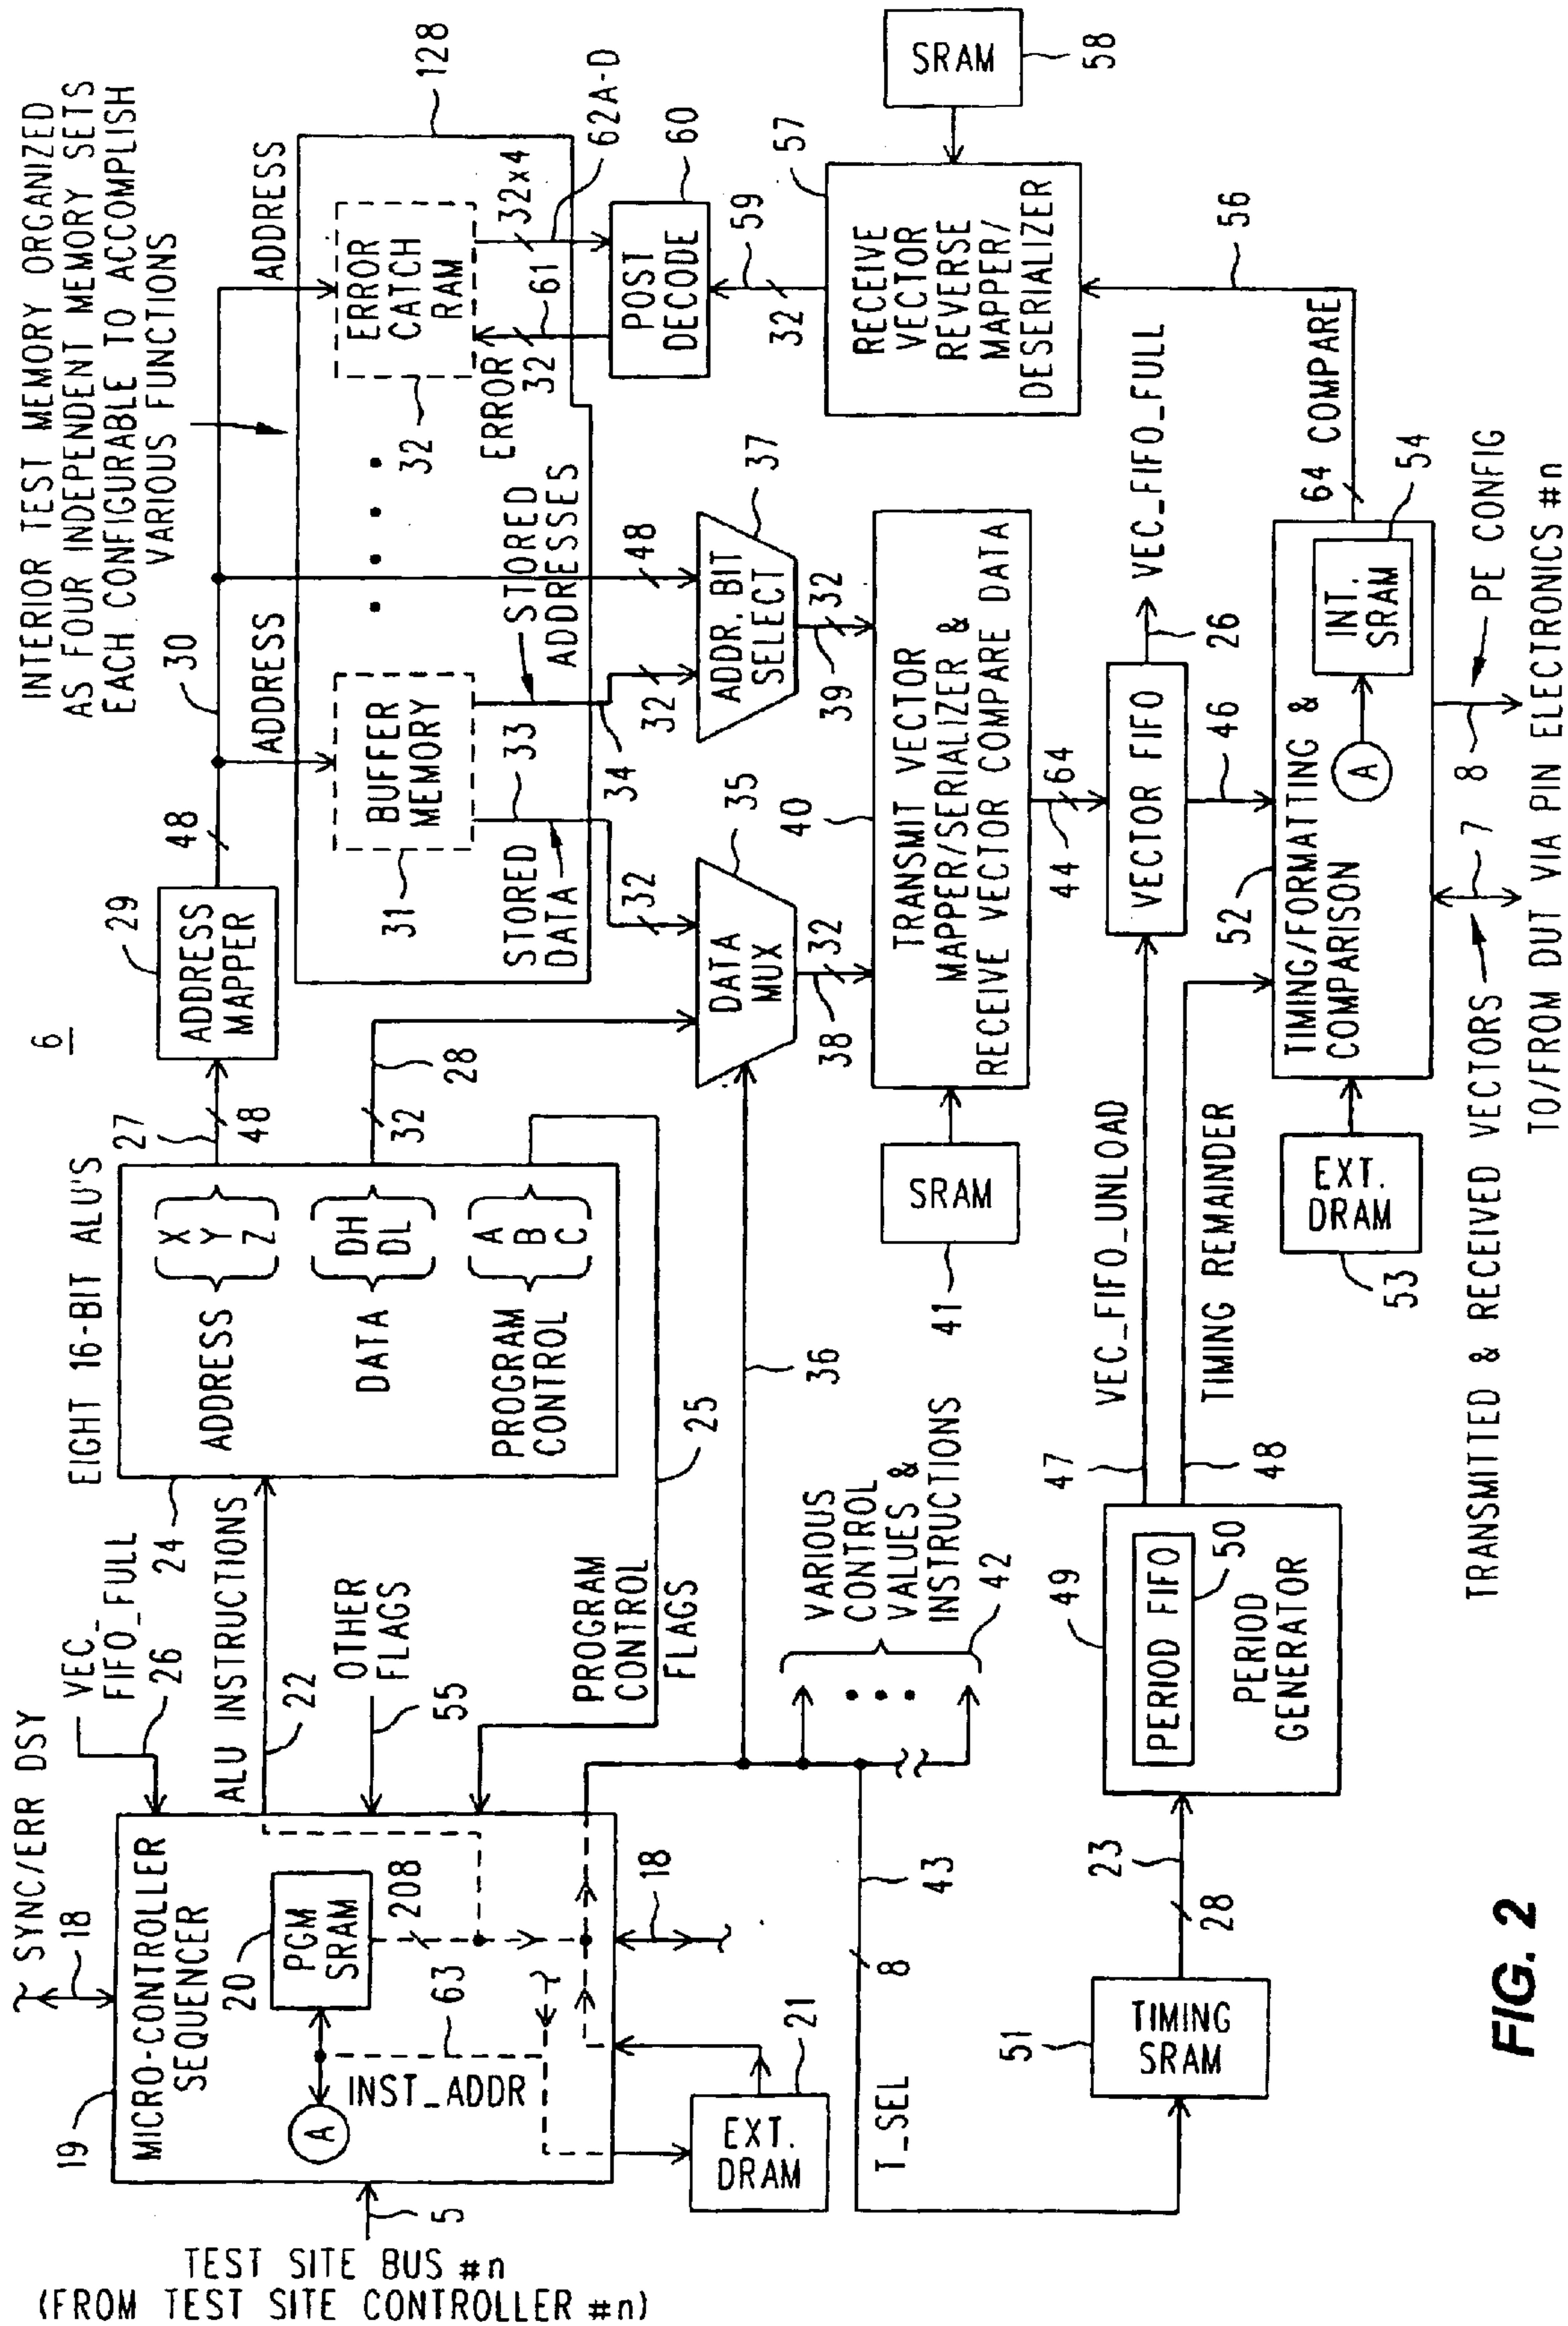 6
INTERIOR TEST MEMORY ORGANIZED
AS FOUR INDEPENDENT MEMORY SETS
EACH CONFIGURABLE TO ACCOMPLISH
VARIOUS FUNCTIONS
SYNC/ERR DSY
18
VEC_
FIFO_FULL
26
19
MICRO-CONTROLLER
SEQUENCER
20
PGM
SRAM
208
63
A
INST_ADDR
5
TEST SITE BUS #n
(FROM TEST SITE CONTROLLER #n)
ALU INSTRUCTIONS
22
OTHER
FLAGS
55
PROGRAM
CONTROL
FLAGS
25
18
21
EXT.
DRAM
EIGHT 16-BIT ALU'S
24
ADDRESS
X
Y
Z
DATA
DH
DL
PROGRAM
CONTROL
A
B
C
27
48
32
28
29
ADDRESS
MAPPER
48
30
ADDRESS
ADDRESS
128
BUFFER
MEMORY
31
33
STORED
DATA
STORED
ADDRESSES
34
32
32
48
ERROR
CATCH
RAM
32
32x4
62A-D
ERROR
32
61
POST
DECODE
60
59
32
36
DATA
MUX
35
38
32
ADDR. BIT
SELECT
37
39
32
VARIOUS
CONTROL
VALUES &
INSTRUCTIONS
42
43
8
T_SEL
SRAM
41
40
TRANSMIT VECTOR
MAPPER/SERIALIZER &
RECEIVE VECTOR COMPARE DATA
44
64
RECEIVE
VECTOR
REVERSE
MAPPER/
DESERIALIZER
57
SRAM
58
VECTOR FIFO
26
VEC_FIFO_FULL
46
56
64 COMPARE
51
TIMING
SRAM
23
28
49
PERIOD FIFO
50
PERIOD
GENERATOR
47
VEC_FIFO_UNLOAD
48
TIMING REMAINDER
52
TIMING/FORMATING &
COMPARISON
A
INT.
SRAM
54
EXT.
DRAM
53
7
8
PE CONFIG
TRANSMITTED & RECEIVED VECTORS
TO/FROM DUT VIA PIN ELECTRONICS #n
FIG. 2